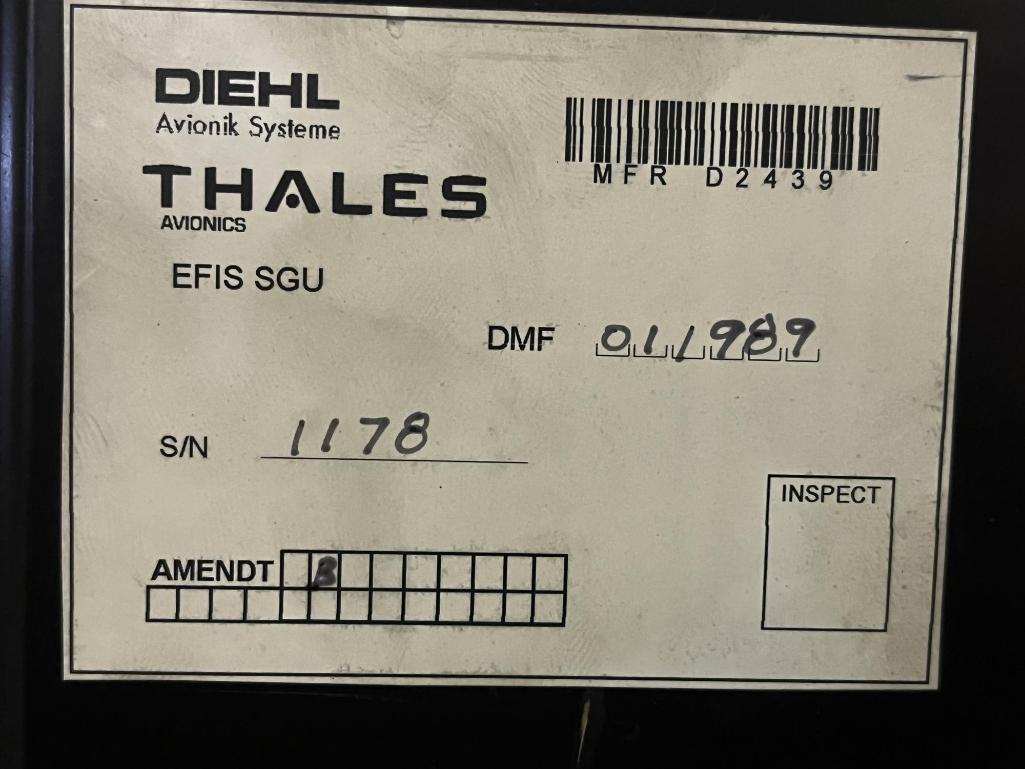 DIEHL
Avionik Systeme
THALES
AVIONICS
MFR D2439
EFIS SGU
DMF 011989
S/N 1178
INSPECT
AMENDT B